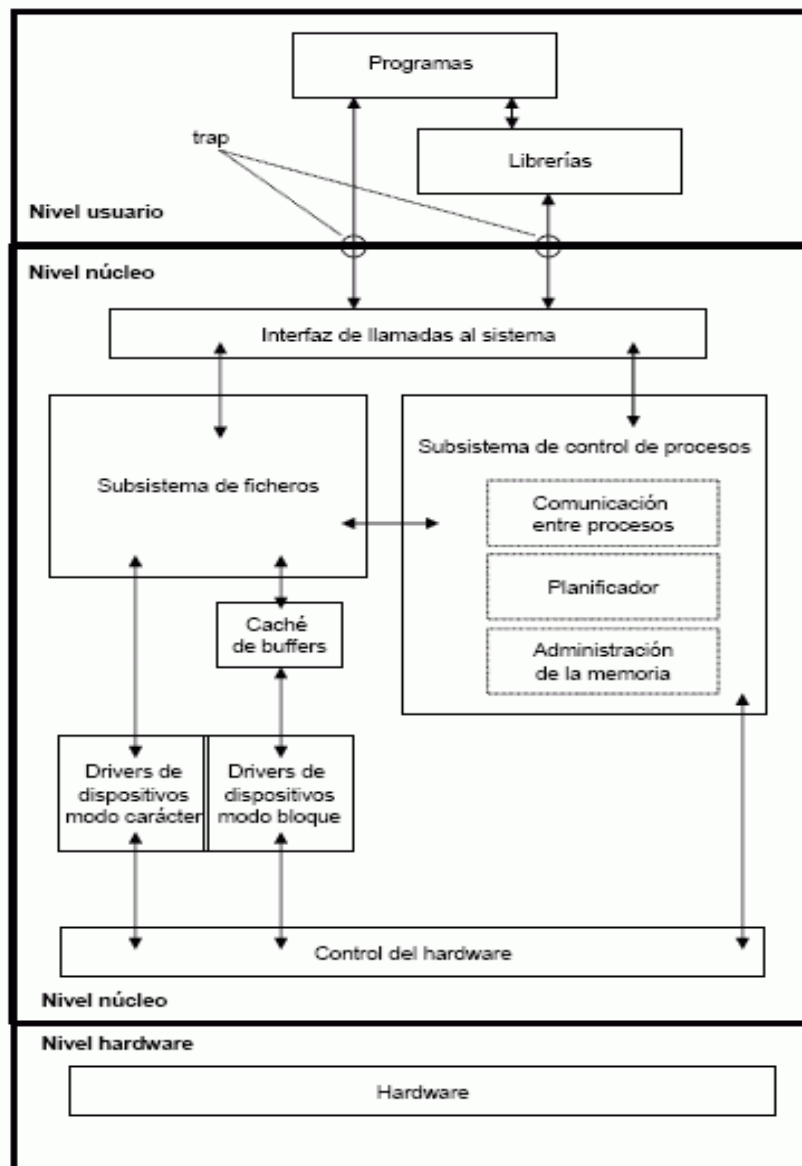 Programas
trap
Librerías
Nivel usuario
Nivel núcleo
Interfaz de llamadas al sistema
Subsistema de ficheros
Subsistema de control de procesos
Comunicación
entre procesos
Planificador
Administración
de la memoria
Caché
de buffers
Drivers de
dispositivos
modo carácter
Drivers de
dispositivos
modo bloque
Control del hardware
Nivel núcleo
Nivel hardware
Hardware